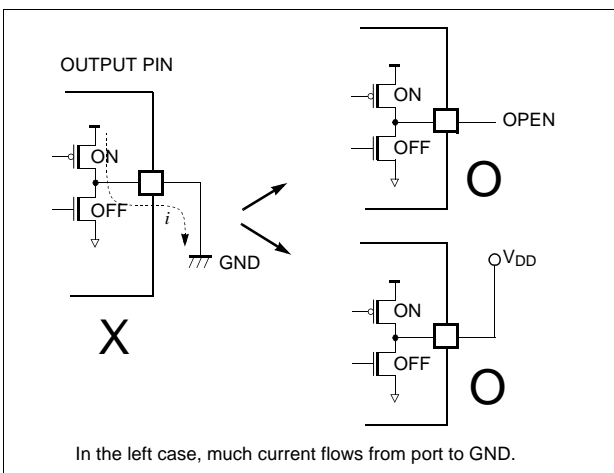 OUTPUT PIN
ON
OFF
i
GND
X
ON
OPEN
OFF
O
VDD
ON
OFF
O
In the left case, much current flows from port to GND.